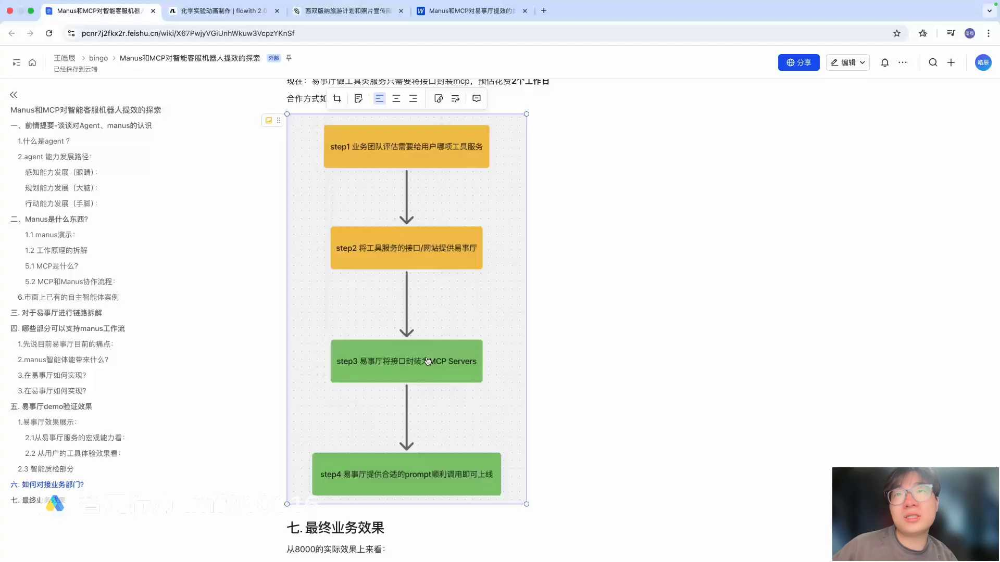 Manus和MCP对智能客服机器人
化学实验动画制作 | flowith 2.0
西双版纳旅游计划和照片宣传网
Manus和MCP对易事厅提效的
pcnr7j2fkx2r.feishu.cn/wiki/X67PwjyVGiUnhWkuw3VcpzYKnSf
皓辰
王皓辰 > bingo > Manus和MCP对智能客服机器人提效的探索 外部
已经保存到云端
分享
编辑
皓辰
Manus和MCP对智能客服机器人提效的探索
一、前情提要-谈谈对Agent、manus的认识
1.什么是agent ?
2.agent 能力发展路径:
感知能力发展（眼睛）:
规划能力发展（大脑）:
行动能力发展（手脚）:
二、Manus是什么东西?
1.1 manus演示:
1.2 工作原理的拆解
5.1 MCP是什么?
5.2 MCP和Manus协作流程:
6.市面上已有的自主智能体案例
三. 对于易事厅进行链路拆解
四. 哪些部分可以支持manus工作流
1.先说目前易事厅目前的痛点:
2.manus智能体能带来什么?
3.在易事厅如何实现?
3.在易事厅如何实现?
五. 易事厅demo验证效果
1.易事厅效果展示:
2.1从易事厅服务的宏观能力看:
2.2 从用户的工具体验效果看:
2.3 智能质检部分
六. 如何对接业务部门?
七. 最终业务效果
现在：易事厅做工具类服务只需要将接口封装mcp，预估花费2个工作日
合作方式如
step1 业务团队评估需要给用户哪项工具服务
step2 将工具服务的接口/网站提供易事厅
step3 易事厅将接口封装为MCP Servers
step4 易事厅提供合适的prompt顺利调用即可上线
七. 最终业务效果
从8000的实际效果上来看: